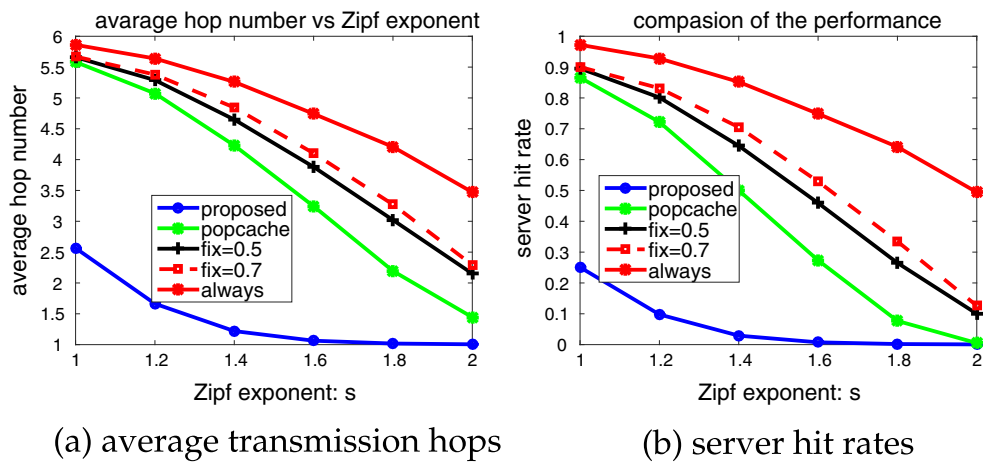 avarage hop number vs Zipf exponent
average hop number
6
5.5
5
4.5
4
3.5
3
2.5
2
1.5
1
proposed
popcache
fix=0.5
fix=0.7
always
1 1.2 1.4 1.6 1.8 2
Zipf exponent: s
(a) average transmission hops
compasion of the performance
server hit rate
1
0.9
0.8
0.7
0.6
0.5
0.4
0.3
0.2
0.1
0
proposed
popcache
fix=0.5
fix=0.7
always
1 1.2 1.4 1.6 1.8 2
Zipf exponent: s
(b) server hit rates